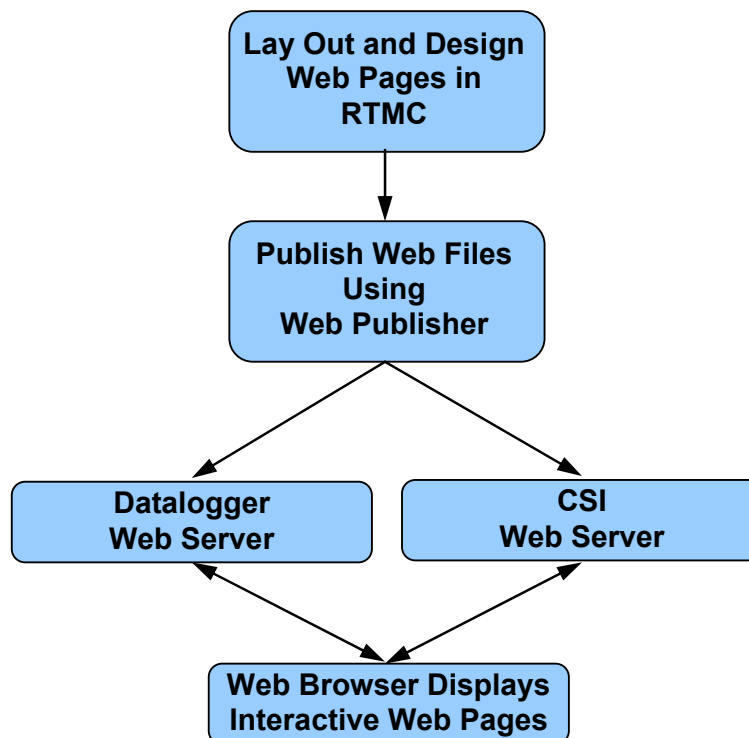 Lay Out and Design
Web Pages in
RTMC
Publish Web Files
Using
Web Publisher
Datalogger
Web Server
CSI
Web Server
Web Browser Displays
Interactive Web Pages